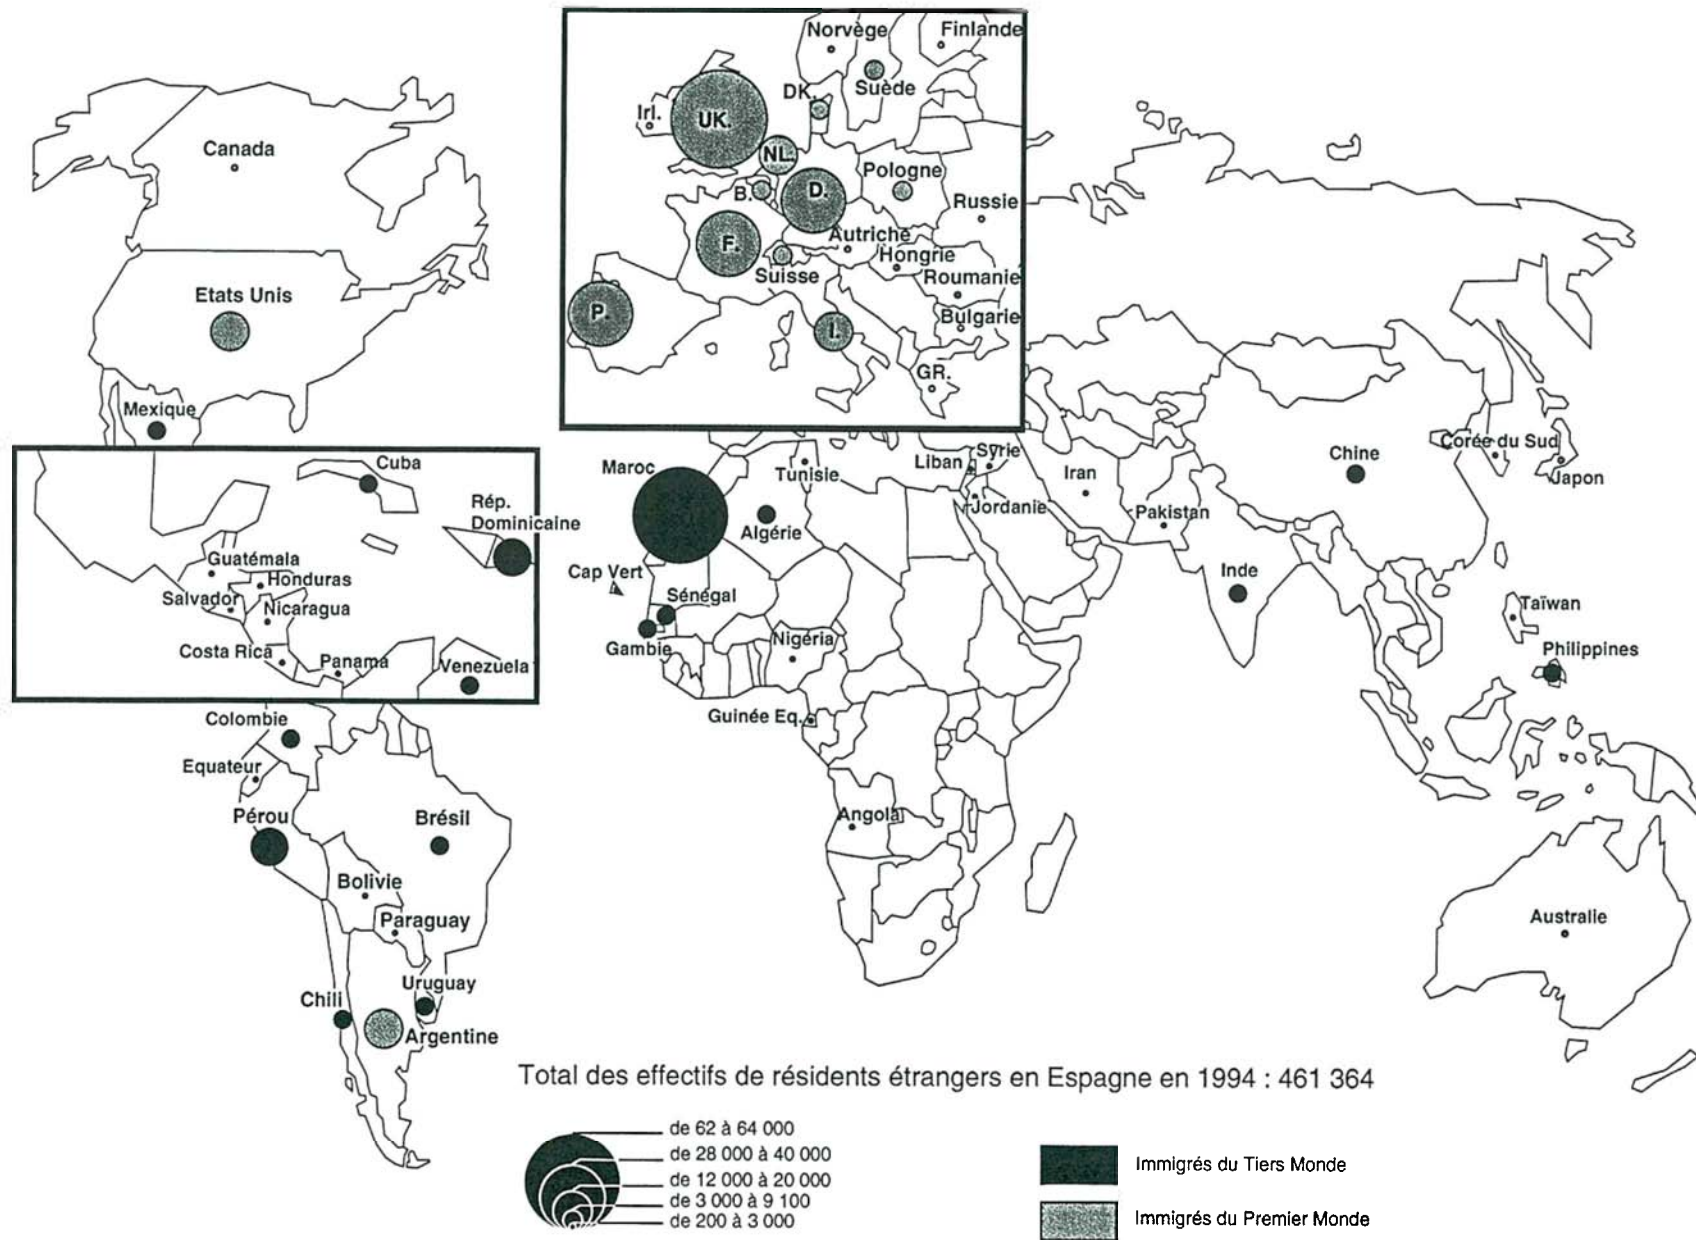 Norvège
Finlande
Suède
DK.
Irl.
UK.
NL.
Pologne
B.
D.
Russie
F.
Autriche
Hongrie
Suisse
Roumanie
P.
I.
Bulgarie
GR.
Canada
Etats Unis
Mexique
Cuba
Rép.
Dominicaine
Guatémala
Honduras
Salvador
Nicaragua
Costa Rica
Panama
Venezuela
Colombie
Equateur
Pérou
Brésil
Bolivie
Paraguay
Uruguay
Chili
Argentine
Maroc
Tunisie
Algérie
Cap Vert
Sénégal
Gambie
Nigéria
Guinée Eq.
Angola
Liban
Syrie
Jordanie
Iran
Pakistan
Inde
Chine
Corée du Sud
Japon
Taïwan
Philippines
Australie
Total des effectifs de résidents étrangers en Espagne en 1994 : 461 364
de 62 à 64 000
de 28 000 à 40 000
de 12 000 à 20 000
de 3 000 à 9 100
de 200 à 3 000
Immigrés du Tiers Monde
Immigrés du Premier Monde